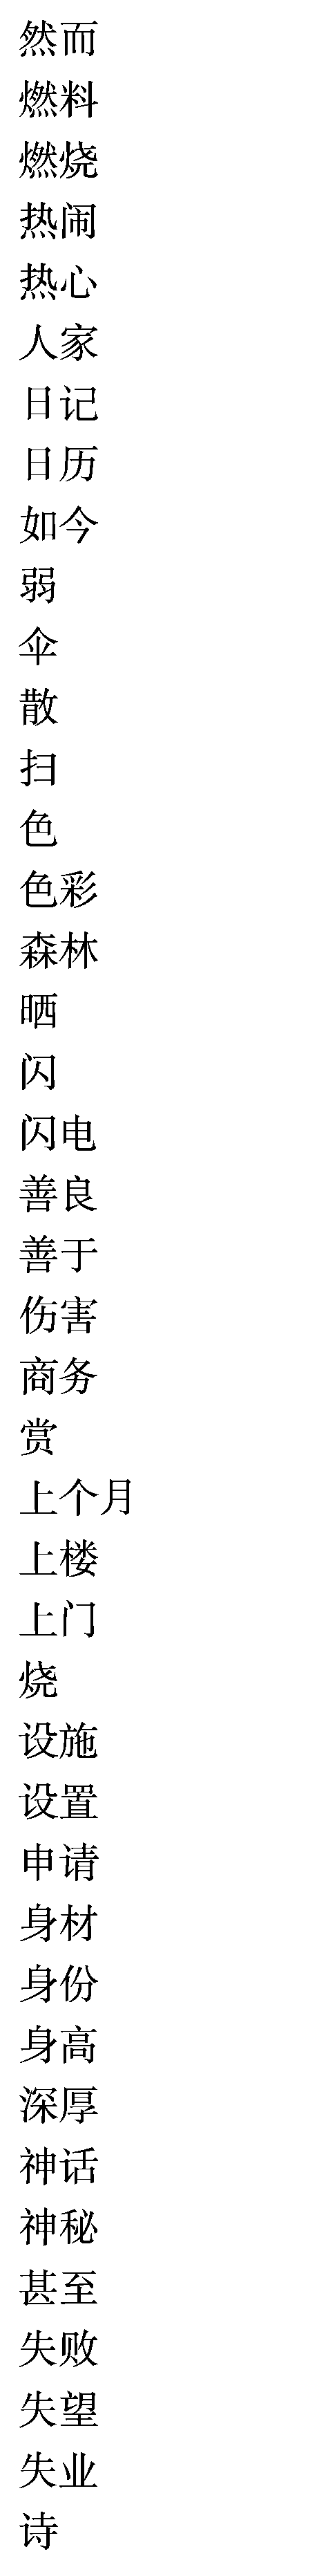 然而
燃料
燃烧
热闹
热心
人家
日记
日历
如今
弱
伞
散
扫
色
色彩
森林
晒
闪
闪电
善良
善于
伤害
商务
赏
上个月
上楼
上门
烧
设施
设置
申请
身材
身份
身高
深厚
神话
神秘
甚至
失败
失望
失业
诗